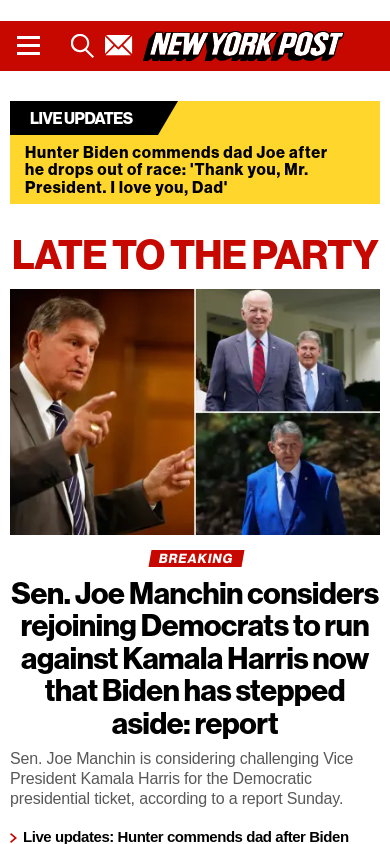 NEW YORK POST
LIVE UPDATES
Hunter Biden commends dad Joe after
he drops out of race: 'Thank you, Mr.
President. I love you, Dad'
LATE TO THE PARTY
BREAKING
Sen. Joe Manchin considers
rejoining Democrats to run
against Kamala Harris now
that Biden has stepped
aside: report
Sen. Joe Manchin is considering challenging Vice
President Kamala Harris for the Democratic
presidential ticket, according to a report Sunday.
Live updates: Hunter commends dad after Biden